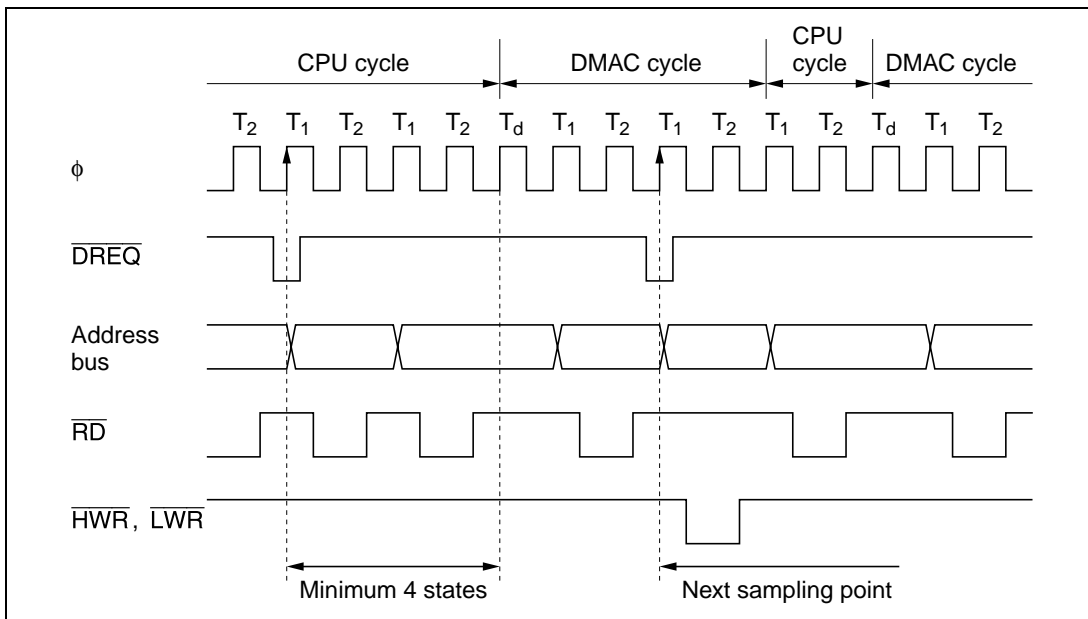 CPU cycle DMAC cycle CPU cycle DMAC cycle
T2 T1 T2 T1 T2 Td T1 T2 T1 T2 T1 T2 Td T1 T2
ϕ
DREQ
Address
bus
RD
HWR, LWR
Minimum 4 states Next sampling point